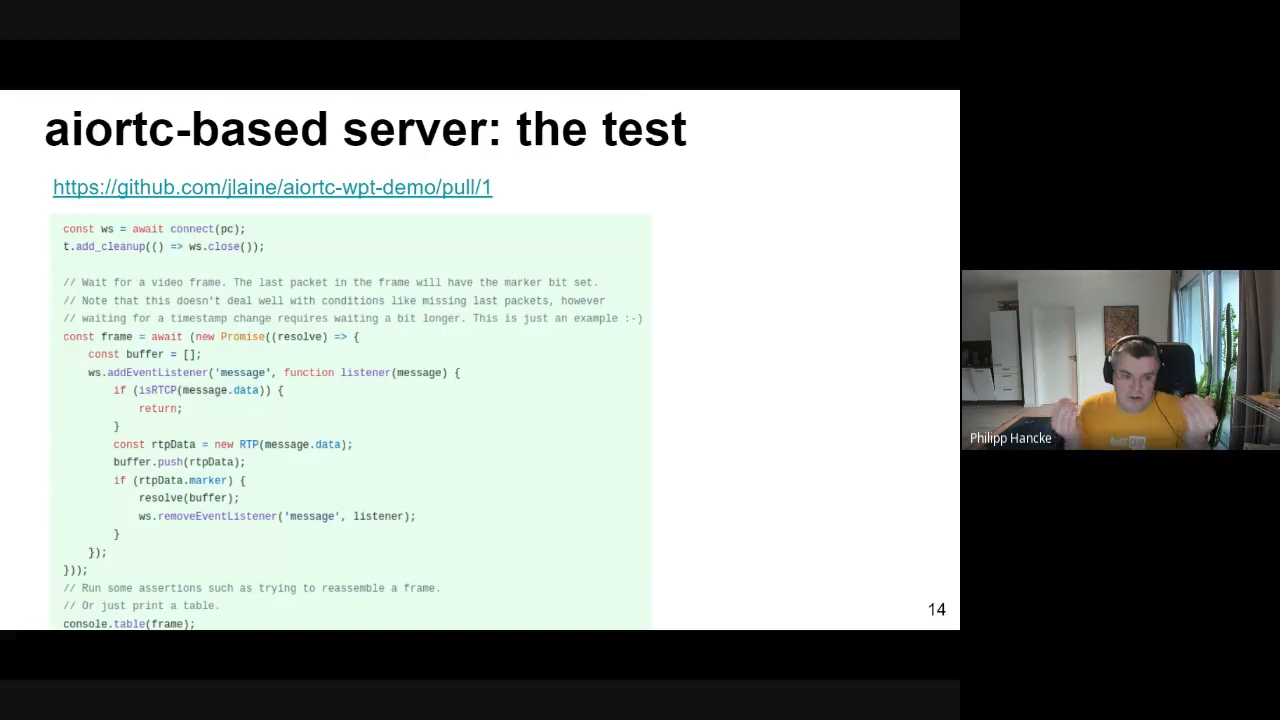 aiortc-based server: the test
https://github.com/jlaine/aiortc-wpt-demo/pull/1
const ws = await connect(pc);
t.add_cleanup(() => ws.close());
// Wait for a video frame. The last packet in the frame will have the marker bit set.
// Note that this doesn't deal well with conditions like missing last packets, however
// waiting for a timestamp change requires waiting a bit longer. This is just an example :-)
const frame = await (new Promise((resolve) => {
const buffer = [];
ws.addEventListener('message', function listener(message) {
if (isRTCP(message.data)) {
return;
}
const rtpData = new RTP(message.data);
buffer.push(rtpData);
if (rtpData.marker) {
resolve(buffer);
ws.removeEventListener('message', listener);
}
});
}));
// Run some assertions such as trying to reassemble a frame.
// Or just print a table.
console.table(frame);
14
Philipp Hancke